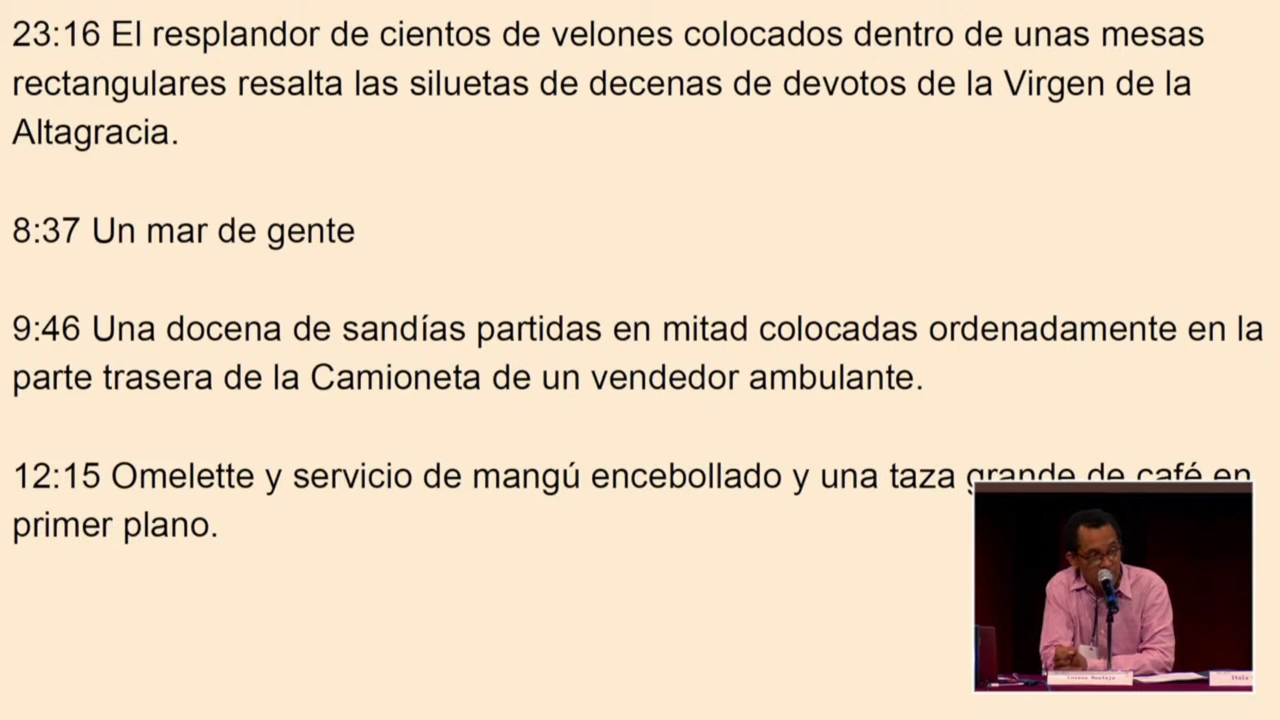 23:16 El resplandor de cientos de velones colocados dentro de unas mesas
rectangulares resalta las siluetas de decenas de devotos de la Virgen de la
Altagracia.
8:37 Un mar de gente
9:46 Una docena de sandías partidas en mitad colocadas ordenadamente en la
parte trasera de la Camioneta de un vendedor ambulante.
12:15 Omelette y servicio de mangú encebollado y una taza grande de café en
primer plano.